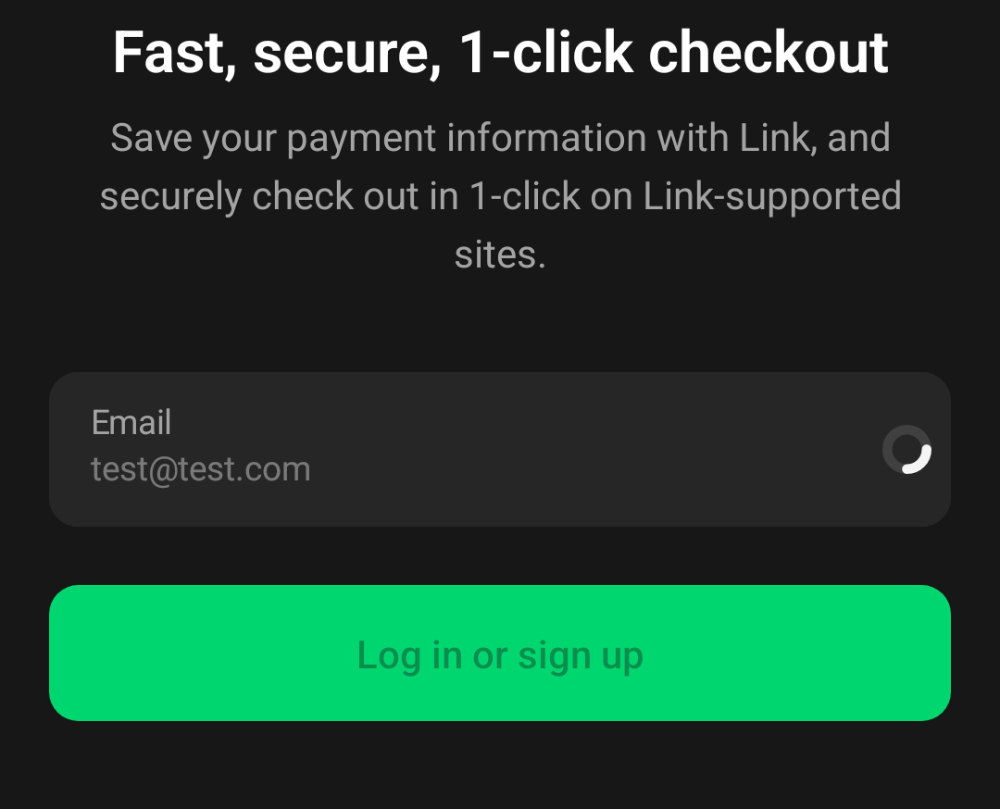 Fast, secure, 1-click checkout
Save your payment information with Link, and
securely check out in 1-click on Link-supported
sites.
Email
test@test.com
Log in or sign up